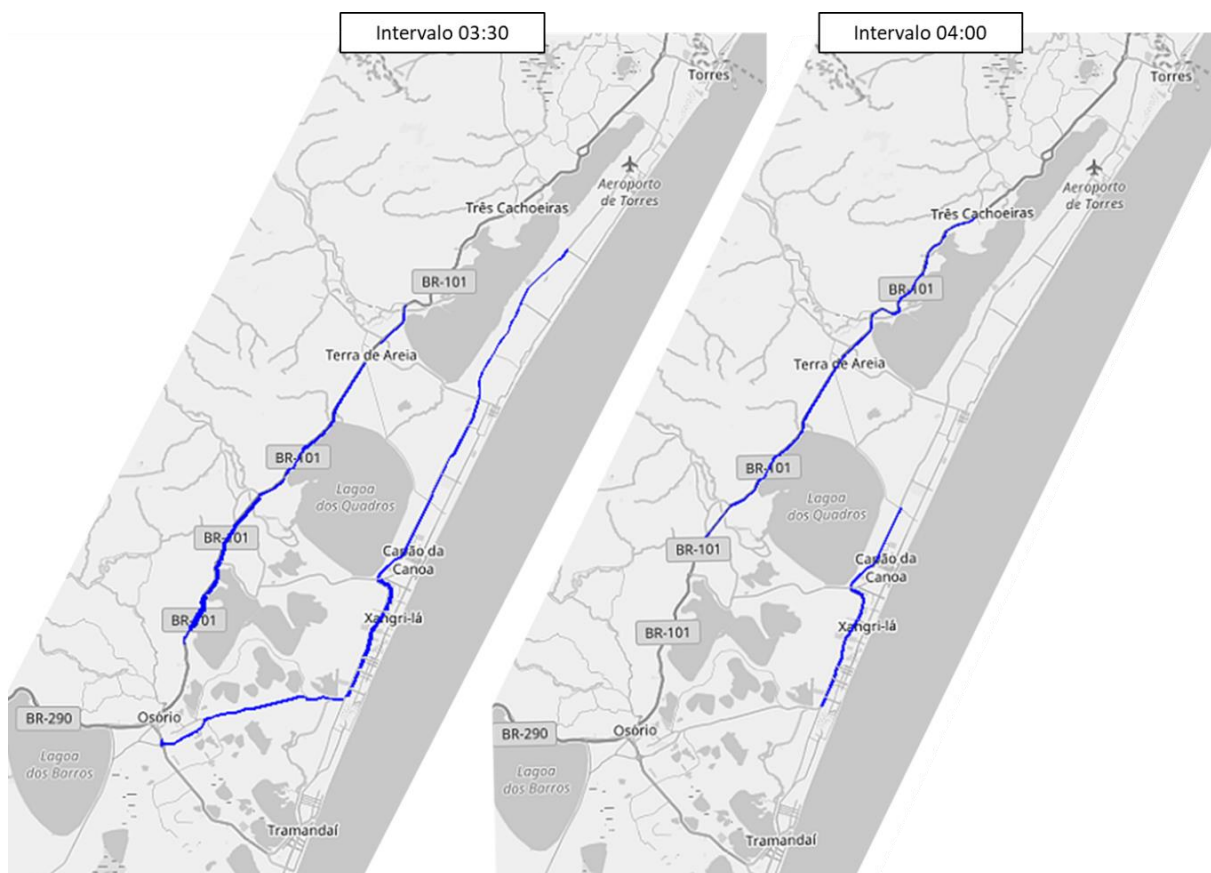 Intervalo 03:30
Torres
Aeroporto
de Torres
Três Cachoeiras
BR-101
Terra de Areia
BR-101
Lagoa
dos Quadros
BR-101
Capão da
Canoa
BR-101
Xangri-lá
BR-290
Osório
Lagoa
dos Barros
Tramandaí
Intervalo 04:00
Torres
Aeroporto
de Torres
Três Cachoeiras
BR-101
Terra de Areia
BR-101
Lagoa
dos Quadros
BR-101
Capão da
Canoa
BR-101
Xangri-lá
BR-290
Osório
Lagoa
dos Barros
Tramandaí